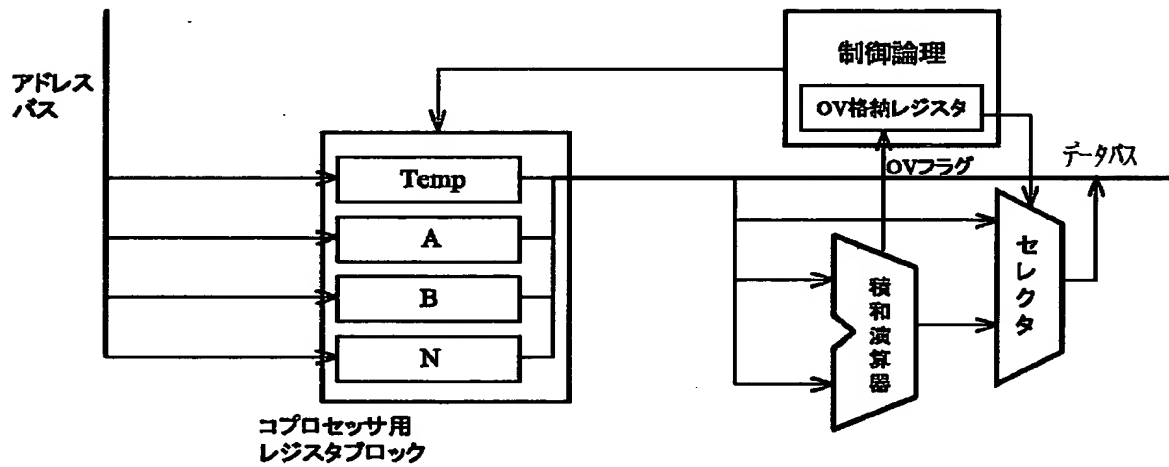 制御論理
アドレス
バス
OV格納レジスタ
データバス
OVフラグ
Temp
A
B
N
セレクタ
積和演算器
コプロセッサ用
レジスタブロック